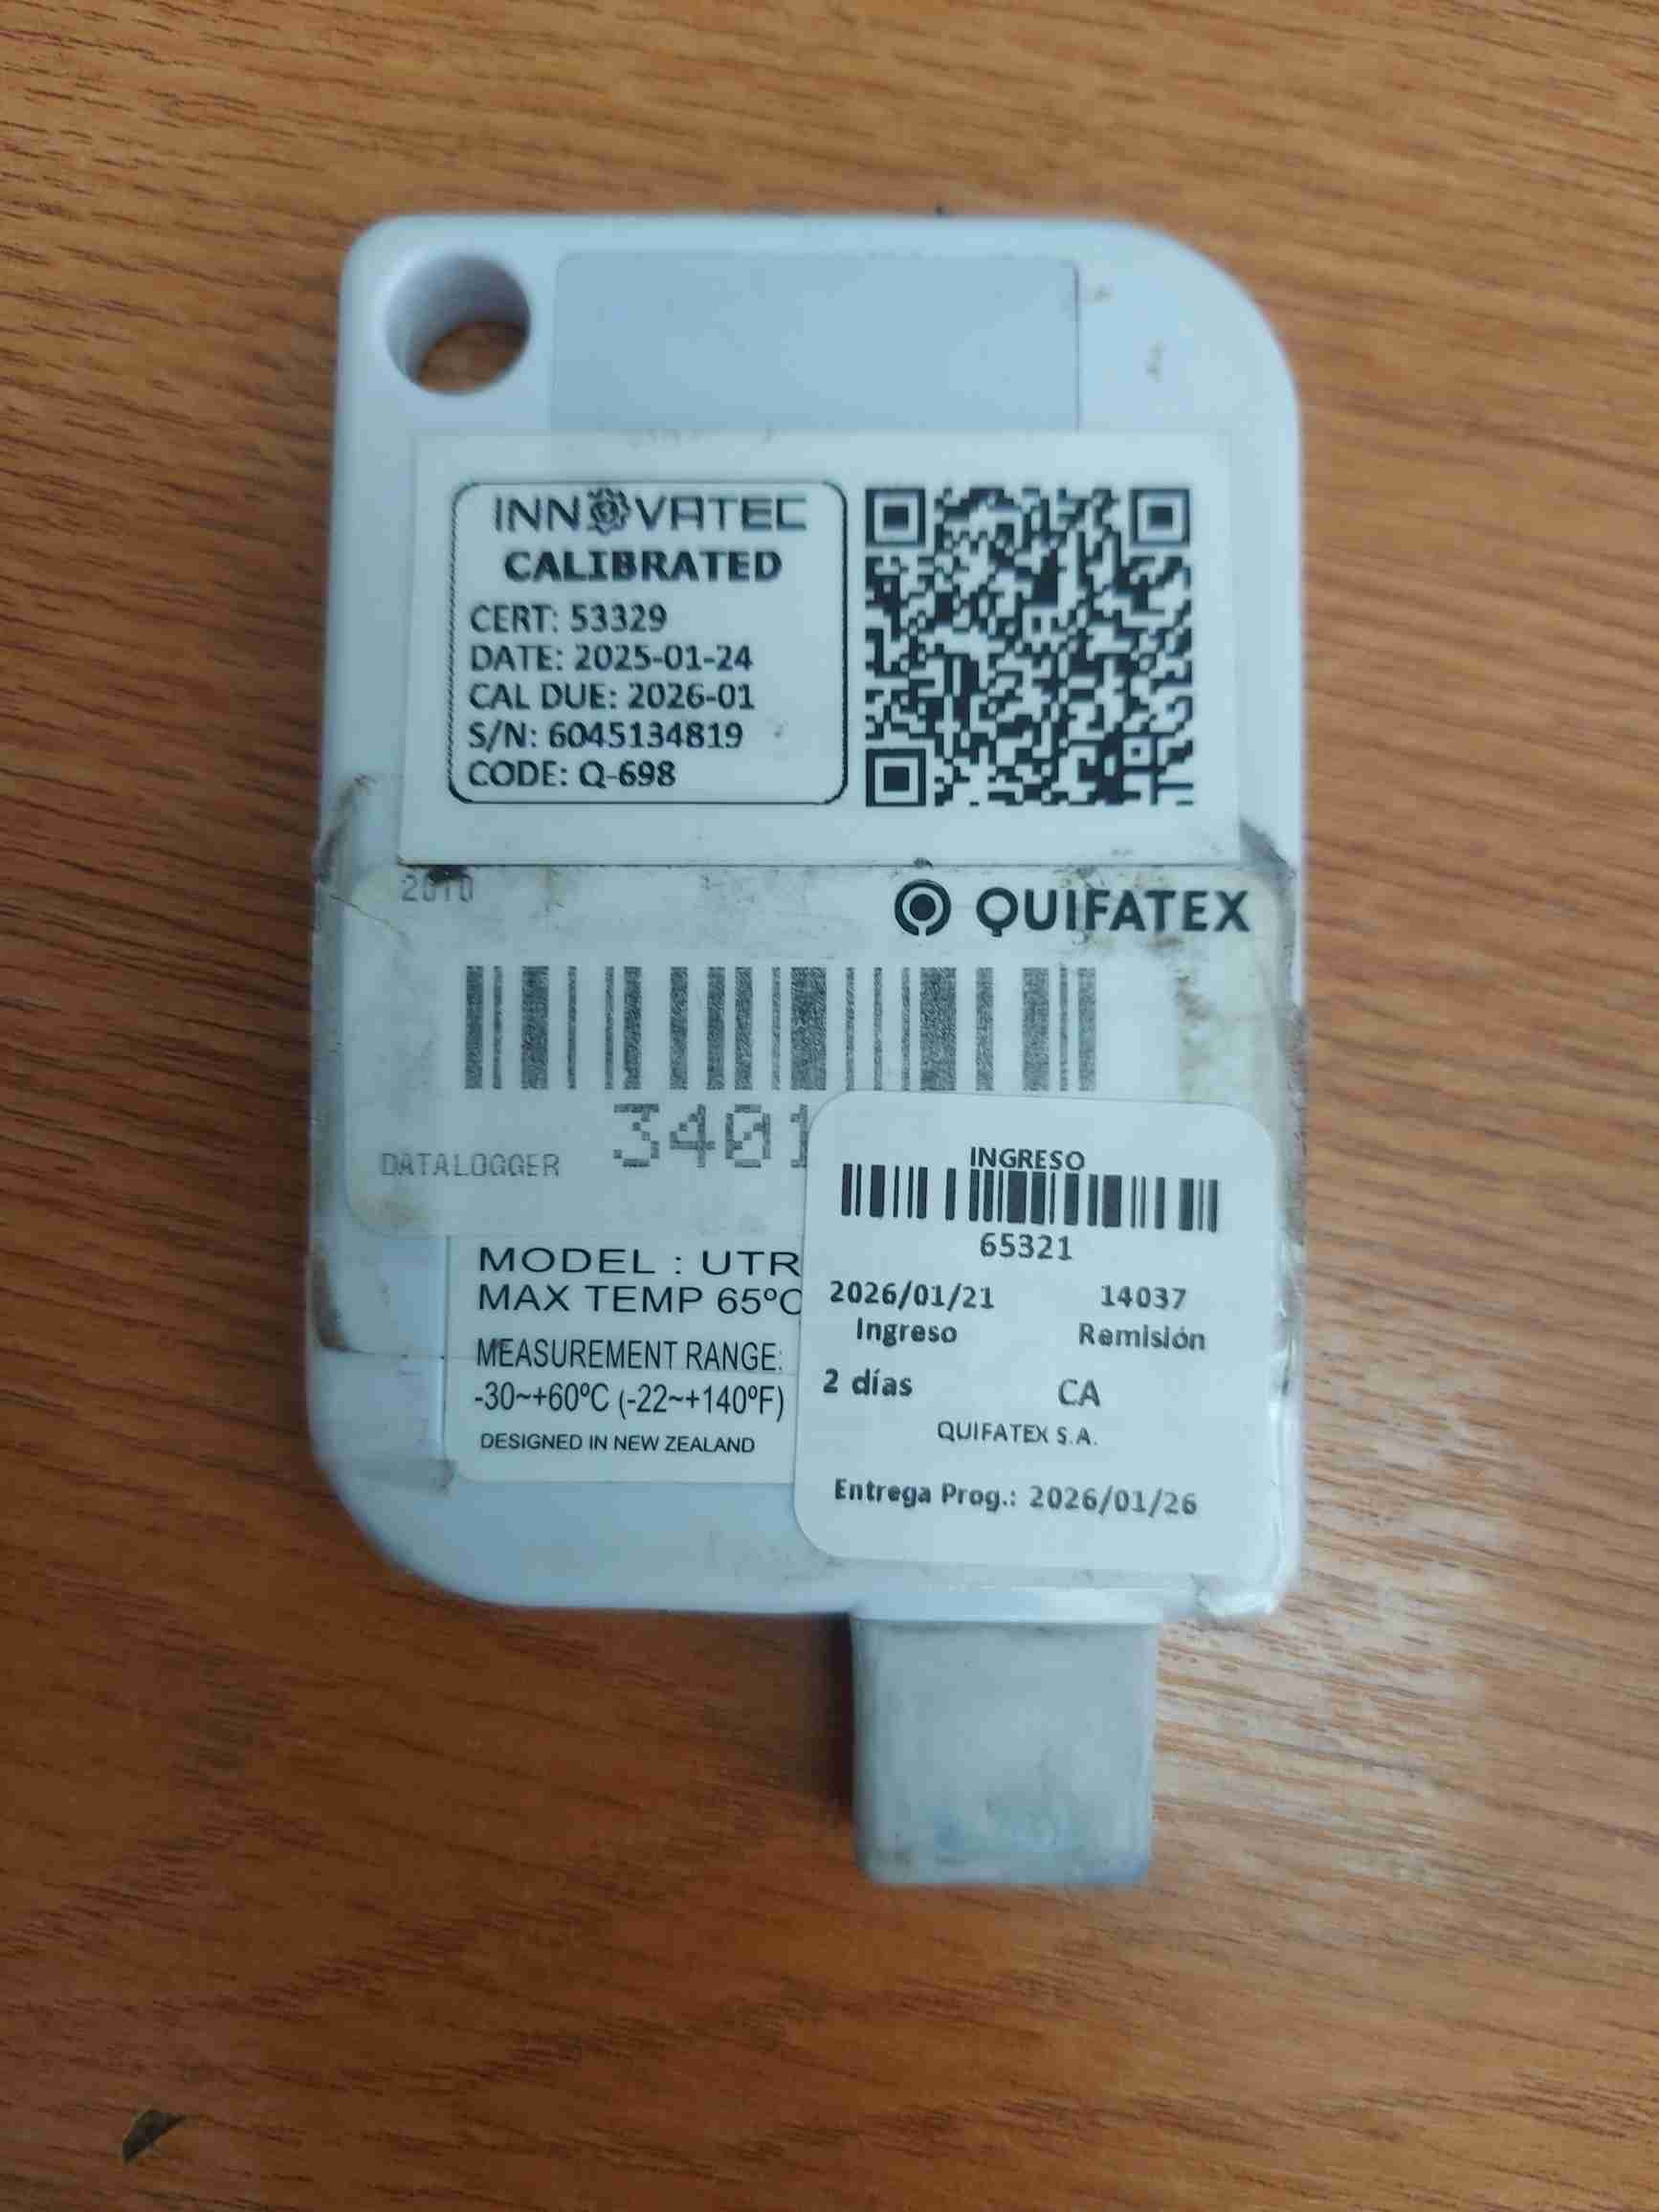 INNOVATEC
CALIBRATED
CERT: 53329
DATE: 2025-01-24
CAL DUE: 2026-01
S/N: 6045134819
CODE: Q-698
2010
QUIFATEX
3401
DATALOGGER
MODEL : UTR
MAX TEMP 65ºC
MEASUREMENT RANGE:
-30~+60ºC (-22~+140ºF)
DESIGNED IN NEW ZEALAND
INGRESO
65321
2026/01/21 14037
Ingreso Remisión
2 días CA
QUIFATEX S.A.
Entrega Prog.: 2026/01/26